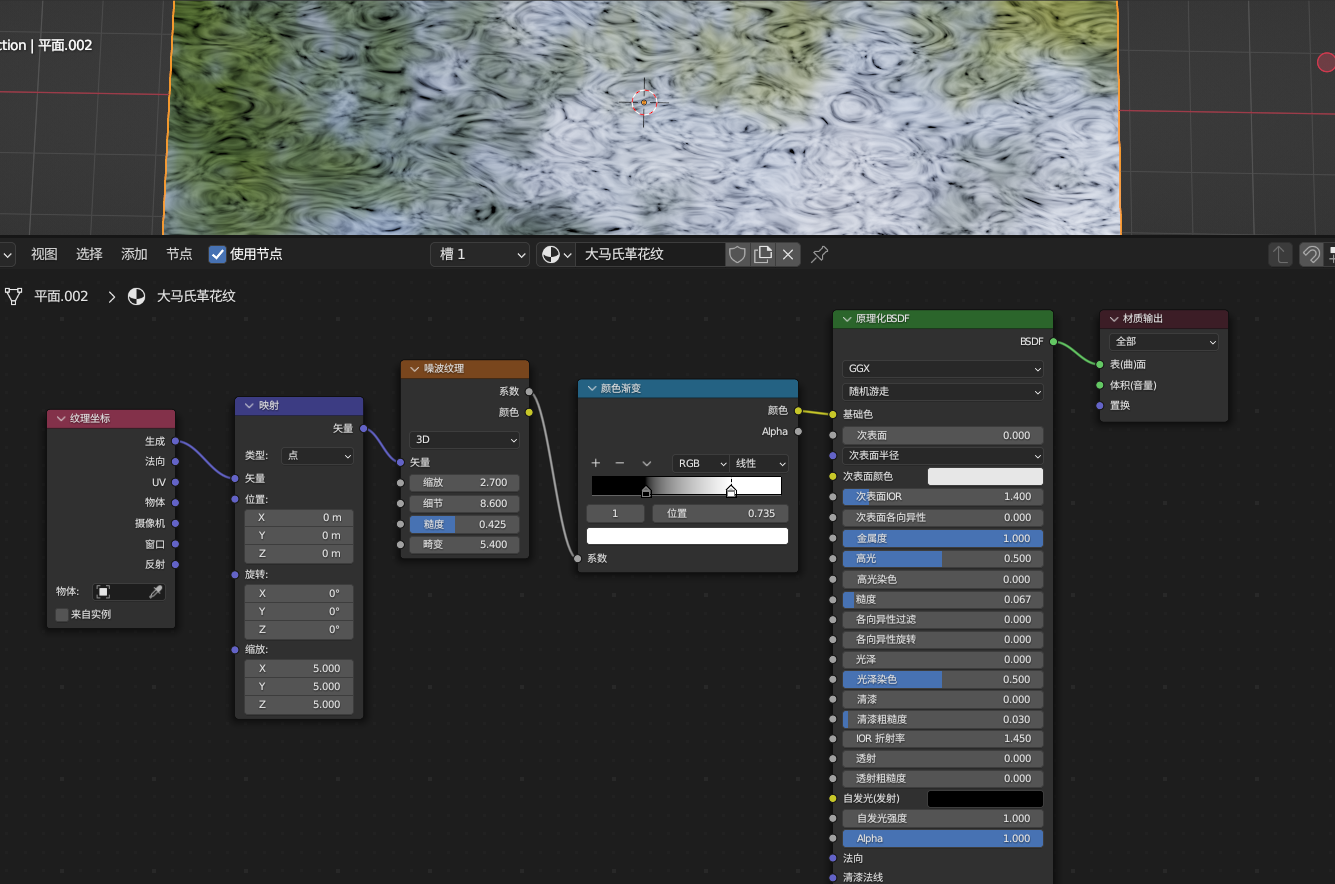 ction | 平面.002
视图 选择 添加 节点 使用节点 槽 1 大马氏革花纹
平面.002 > 大马氏革花纹
纹理坐标
生成
法向
UV
物体
摄像机
窗口
反射
物体:
来自实例
映射
矢量
类型: 点
矢量
位置:
X 0 m
Y 0 m
Z 0 m
旋转:
X 0°
Y 0°
Z 0°
缩放:
X 5.000
Y 5.000
Z 5.000
噪波纹理
系数
颜色
3D
矢量
缩放 2.700
细节 8.600
糙度 0.425
畸变 5.400
颜色渐变
颜色
Alpha
+ − RGB 线性
1 位置 0.735
系数
原理化BSDF
BSDF
GGX
随机游走
基础色
次表面 0.000
次表面半径
次表面颜色
次表面IOR 1.400
次表面各向异性 0.000
金属度 1.000
高光 0.500
高光染色 0.000
糙度 0.067
各向异性过滤 0.000
各向异性旋转 0.000
光泽 0.000
光泽染色 0.500
清漆 0.000
清漆粗糙度 0.030
IOR 折射率 1.450
透射 0.000
透射粗糙度 0.000
自发光(发射)
自发光强度 1.000
Alpha 1.000
法向
清漆法线
材质输出
全部
表(曲)面
体积(音量)
置换